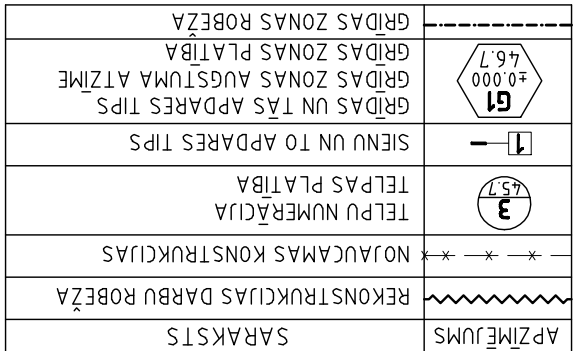 APZĪMĒJUMS
SARAKSTS
REKONSTRUKCIJAS DARBU ROBEŽA
NOJAUCAMAS KONSTRUKCIJAS
3
45.7
TELPU NUMERĀCIJA
TELPAS PLATĪBA
1
SIENU UN TO APDARES TIPS
G1
±0.000
46.7
GRĪDAS UN TĀS APDARES TIPS
GRĪDAS ZONAS AUGSTUMA ATZĪME
GRĪDAS ZONAS PLATĪBA
GRĪDAS ZONAS ROBEŽA